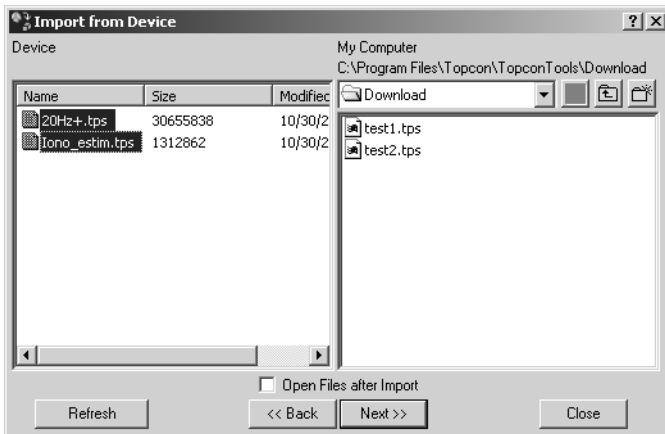 Import from Device
Device
My Computer
C:\Program Files\Topcon\TopconTools\Download
Name Size Modified
Download
20Hz+.tps 30655838 10/30/2
Iono_estim.tps 1312862 10/30/2
test1.tps
test2.tps
Open Files after Import
Refresh << Back Next >> Close